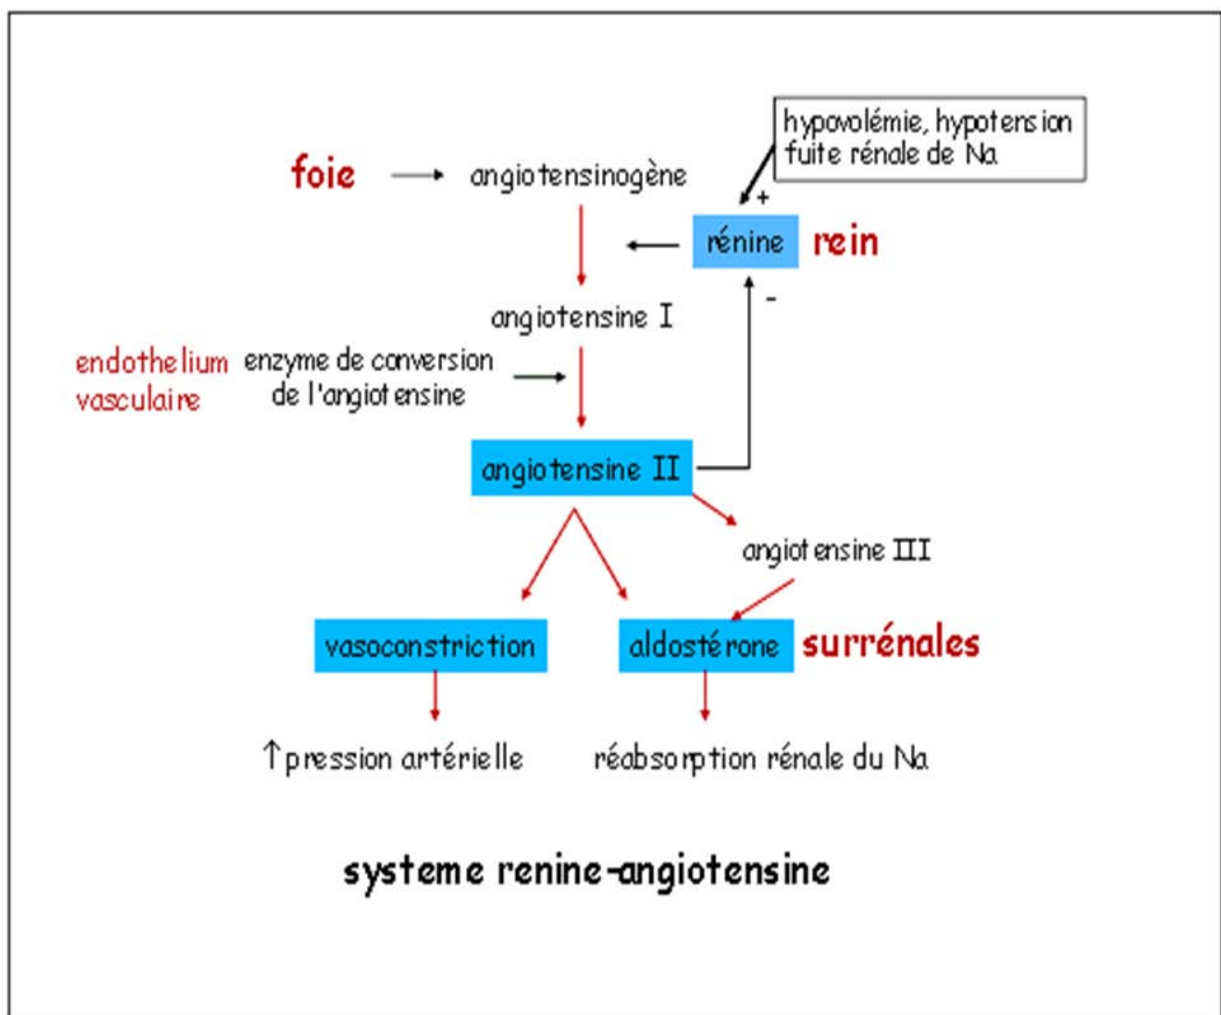 hypovolémie, hypotension
fuite rénale de Na
foie
angiotensinogène
+
rénine
rein
-
angiotensine I
endothelium
vasculaire
enzyme de conversion
de l'angiotensine
angiotensine II
angiotensine III
vasoconstriction
aldostérone
surrénales
↑pression artérielle
réabsorption rénale du Na
systeme renine-angiotensine